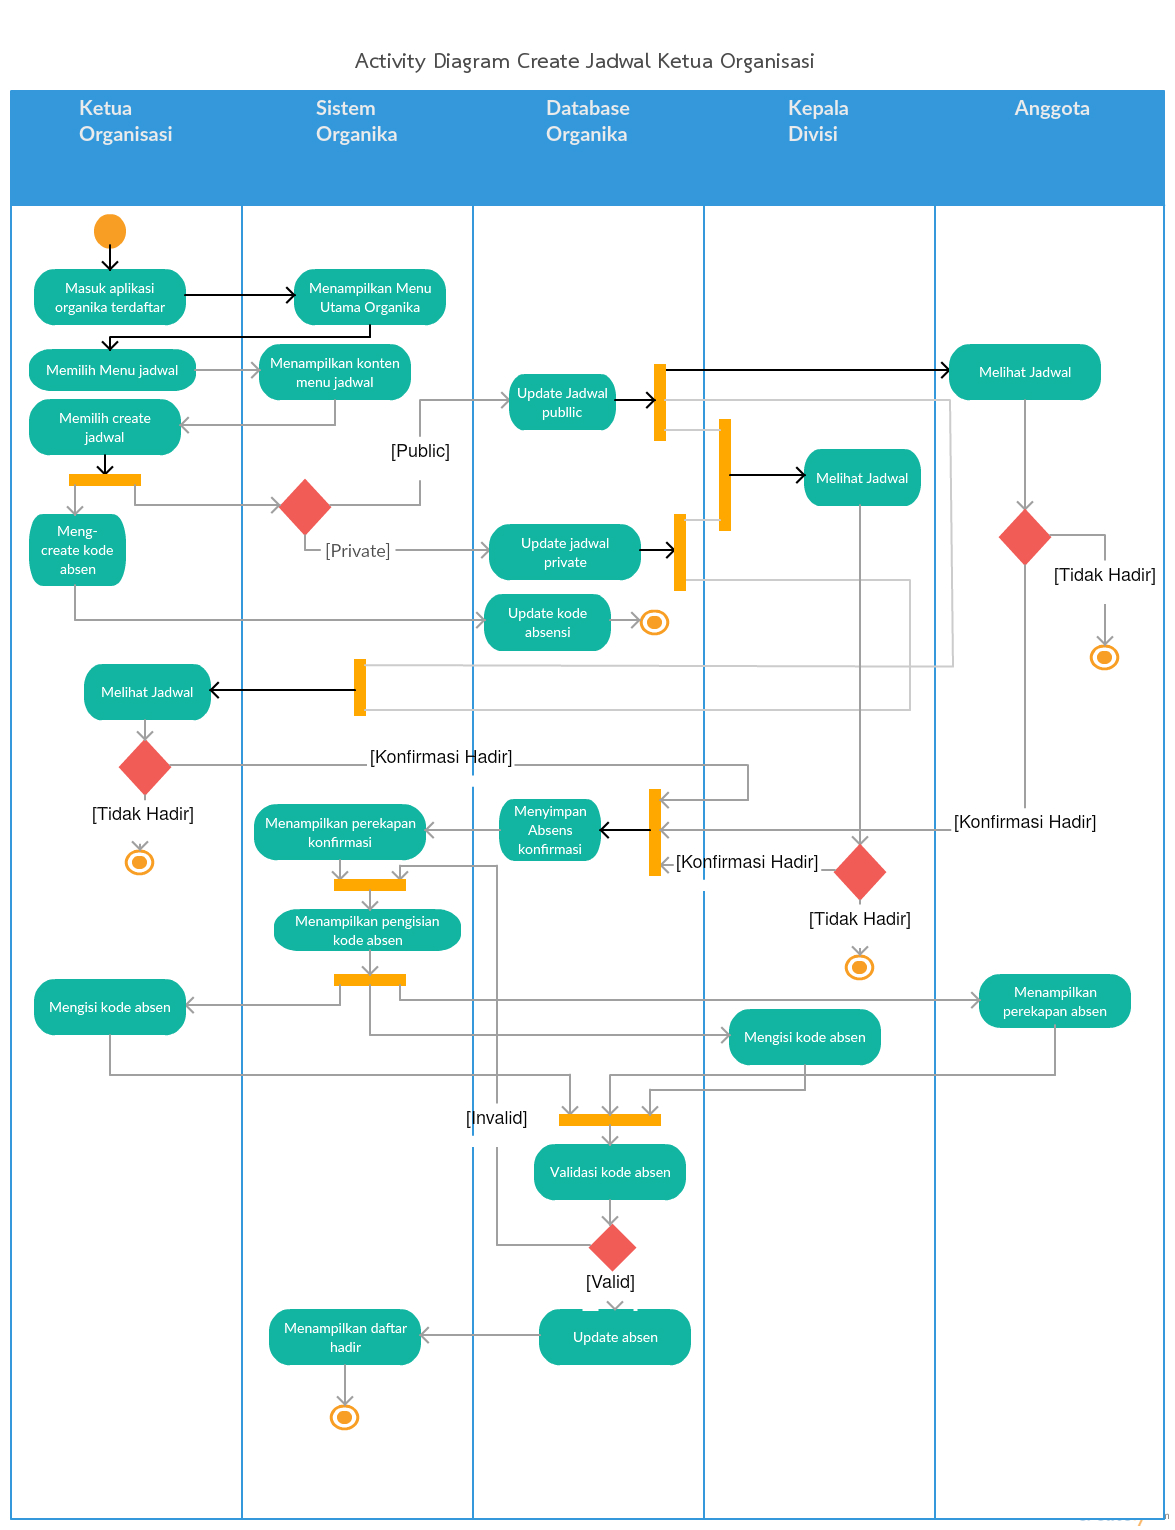 Activity Diagram Create Jadwal Ketua Organisasi
Ketua
Organisasi
Sistem
Organika
Database
Organika
Kepala
Divisi
Anggota
Masuk aplikasi
organika terdaftar
Menampilkan Menu
Utama Organika
Memilih Menu jadwal
Menampilkan konten
menu jadwal
Melihat Jadwal
Update Jadwal
publlic
Memilih create
jadwal
[Public]
Melihat Jadwal
Meng-
create kode
absen
[Private]
Update jadwal
private
[Tidak Hadir]
Update kode
absensi
Melihat Jadwal
[Konfirmasi Hadir]
[Tidak Hadir]
Menampilkan perekapan
konfirmasi
Menyimpan
Absens
konfirmasi
[Konfirmasi Hadir]
[Konfirmasi Hadir]
[Tidak Hadir]
Menampilkan pengisian
kode absen
Mengisi kode absen
Menampilkan
perekapan absen
Mengisi kode absen
[Invalid]
Validasi kode absen
[Valid]
Menampilkan daftar
hadir
Update absen